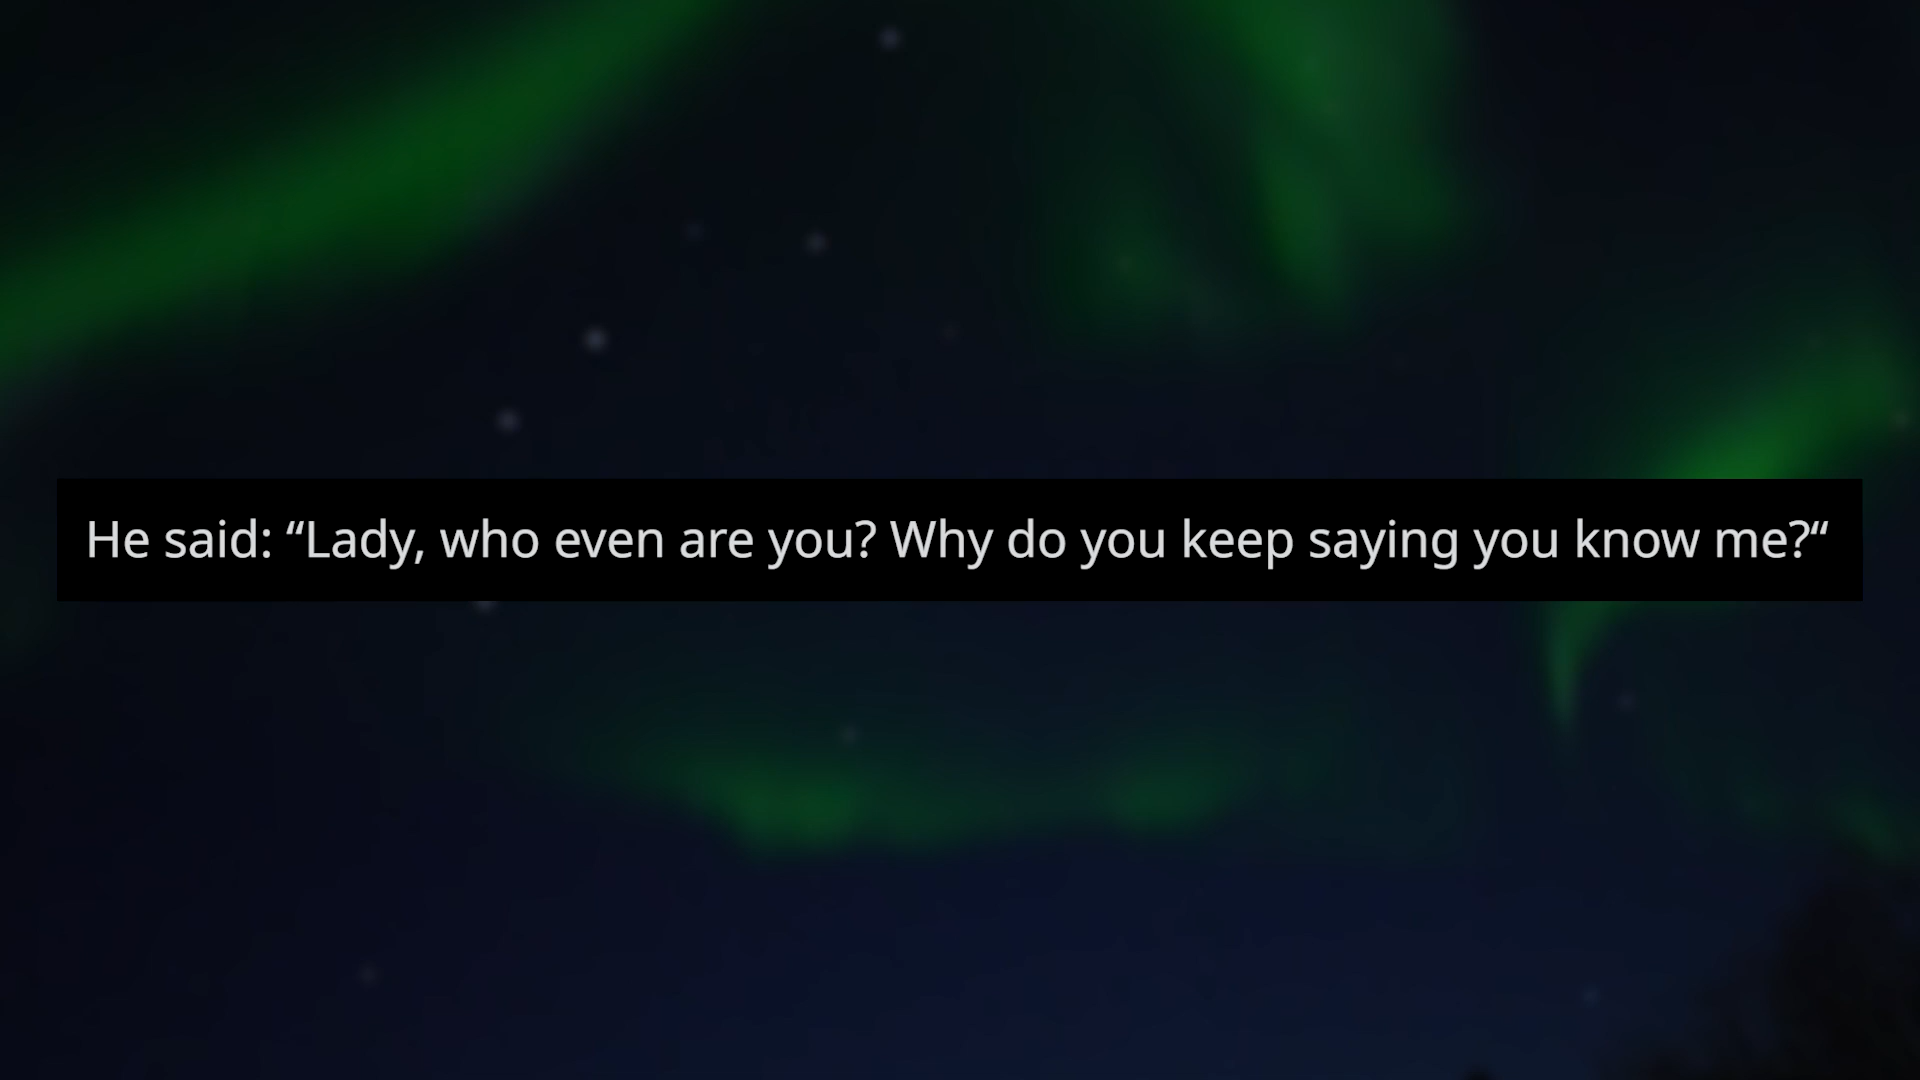 He said: “Lady, who even are you? Why do you keep saying you know me?“